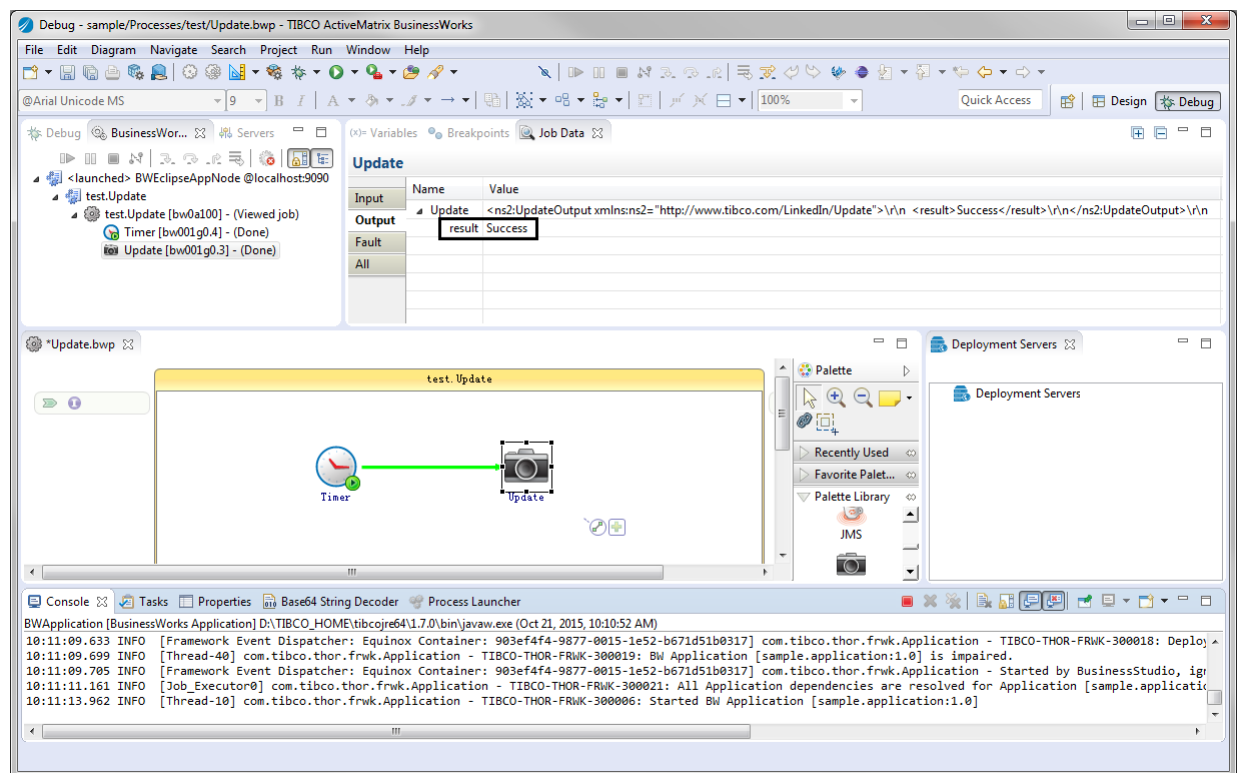 Debug - sample/Processes/test/Update.bwp - TIBCO ActiveMatrix BusinessWorks
File Edit Diagram Navigate Search Project Run Window Help
@Arial Unicode MS 9 B I A 100% Quick Access Design Debug
Debug BusinessWor... Servers
<launched> BWEclipseAppNode @localhost:9090
test.Update
test.Update [bw0a100] - (Viewed job)
Timer [bw001g0.4] - (Done)
Update [bw001g0.3] - (Done)
(x)= Variables Breakpoints Job Data
Update
Input
Output
Fault
All
Name Value
Update <ns2:UpdateOutput xmlns:ns2="http://www.tibco.com/LinkedIn/Update">\r\n <result>Success</result>\r\n</ns2:UpdateOutput>\r\n
result Success
*Update.bwp
test.Update
Timer
Update
Palette
Recently Used
Favorite Palet...
Palette Library
JMS
Deployment Servers
Deployment Servers
Console Tasks Properties Base64 String Decoder Process Launcher
BWApplication [BusinessWorks Application] D:\TIBCO_HOME\tibcojre64\1.7.0\bin\javaw.exe (Oct 21, 2015, 10:10:52 AM)
10:11:09.633 INFO [Framework Event Dispatcher: Equinox Container: 903ef4f4-9877-0015-1e52-b671d51b0317] com.tibco.thor.frwk.Application - TIBCO-THOR-FRWK-300018: Deploy
10:11:09.699 INFO [Thread-40] com.tibco.thor.frwk.Application - TIBCO-THOR-FRWK-300019: BW Application [sample.application:1.0] is impaired.
10:11:09.705 INFO [Framework Event Dispatcher: Equinox Container: 903ef4f4-9877-0015-1e52-b671d51b0317] com.tibco.thor.frwk.Application - Started by BusinessStudio, ign
10:11:11.161 INFO [Job_Executor0] com.tibco.thor.frwk.Application - TIBCO-THOR-FRWK-300021: All Application dependencies are resolved for Application [sample.applicatio
10:11:13.962 INFO [Thread-10] com.tibco.thor.frwk.Application - TIBCO-THOR-FRWK-300006: Started BW Application [sample.application:1.0]